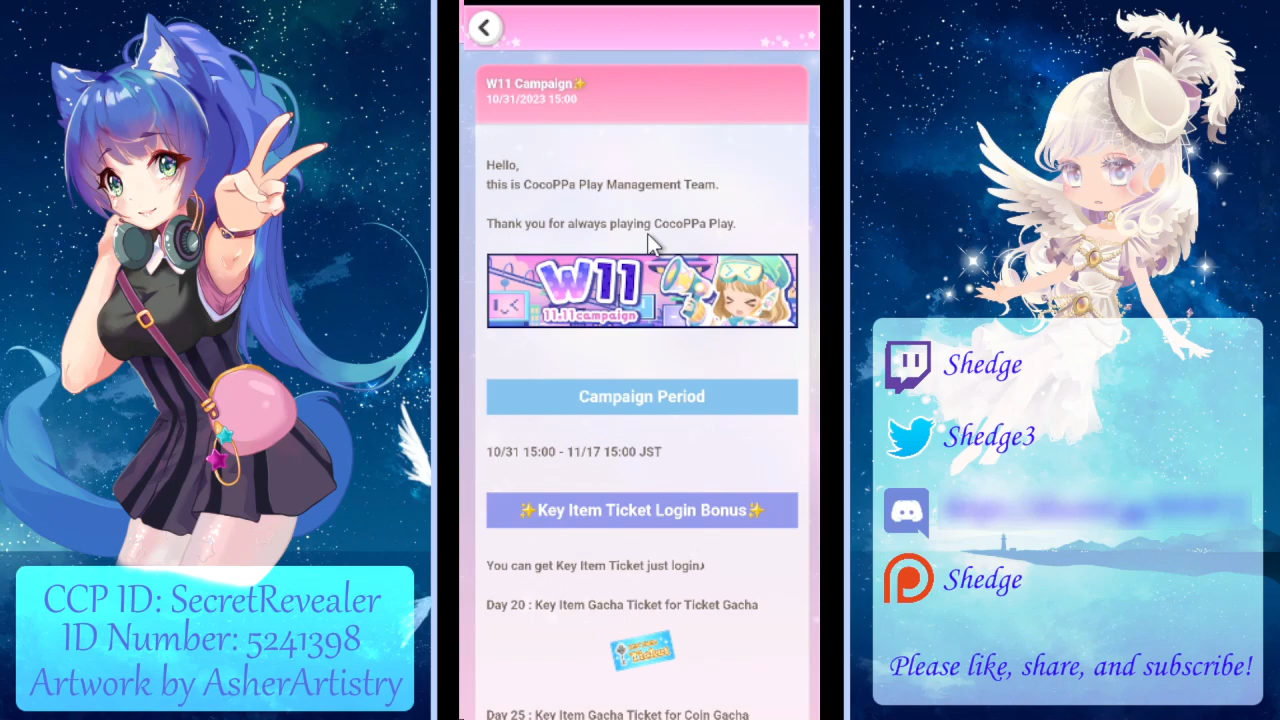 W11 Campaign✨
10/31/2023 15:00
Hello,
this is CocoPPa Play Management Team.
Thank you for always playing CocoPPa Play.
W11
11.11 campaign
Campaign Period
10/31 15:00 - 11/17 15:00 JST
✨Key Item Ticket Login Bonus✨
You can get Key Item Ticket just login♪
Day 20 : Key Item Gacha Ticket for Ticket Gacha
Day 25 : Key Item Gacha Ticket for Coin Gacha
CCP ID: SecretRevealer
ID Number: 5241398
Artwork by AsherArtistry
Shedge
Shedge3
Shedge
Please like, share, and subscribe!